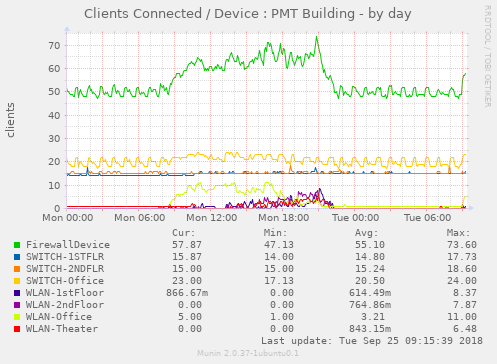 Clients Connected / Device : PMT Building - by day
RRDTOOL / TOBI OETIKER
clients
70
60
50
40
30
20
10
0
Mon 00:00 Mon 06:00 Mon 12:00 Mon 18:00 Tue 00:00 Tue 06:00
Cur: Min: Avg: Max:
FirewallDevice 57.87 47.13 55.10 73.60
SWITCH-1STFLR 15.87 14.00 14.80 17.73
SWITCH-2NDFLR 15.00 15.00 15.24 18.60
SWITCH-Office 23.00 17.13 20.50 24.00
WLAN-1stFloor 866.67m 0.00 614.49m 8.37
WLAN-2ndFloor 0.00 0.00 764.86m 7.87
WLAN-Office 5.00 1.00 3.21 11.00
WLAN-Theater 0.00 0.00 843.15m 6.48
Last update: Tue Sep 25 09:15:39 2018
Munin 2.0.37-1ubuntu0.1